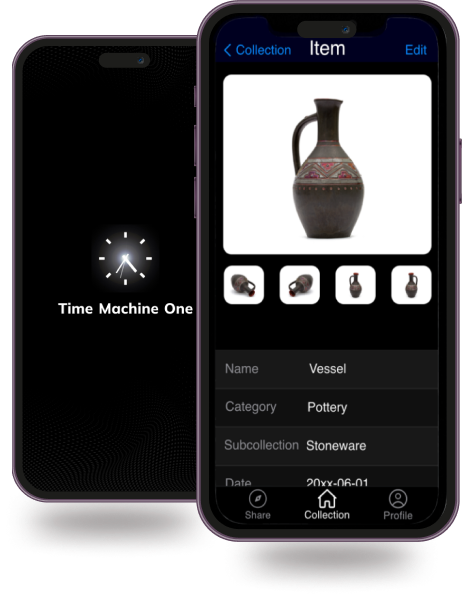 Time Machine One
Collection Item Edit
Name Vessel
Category Pottery
Subcollection Stoneware
Date 20xx-06-01
Share Collection Profile